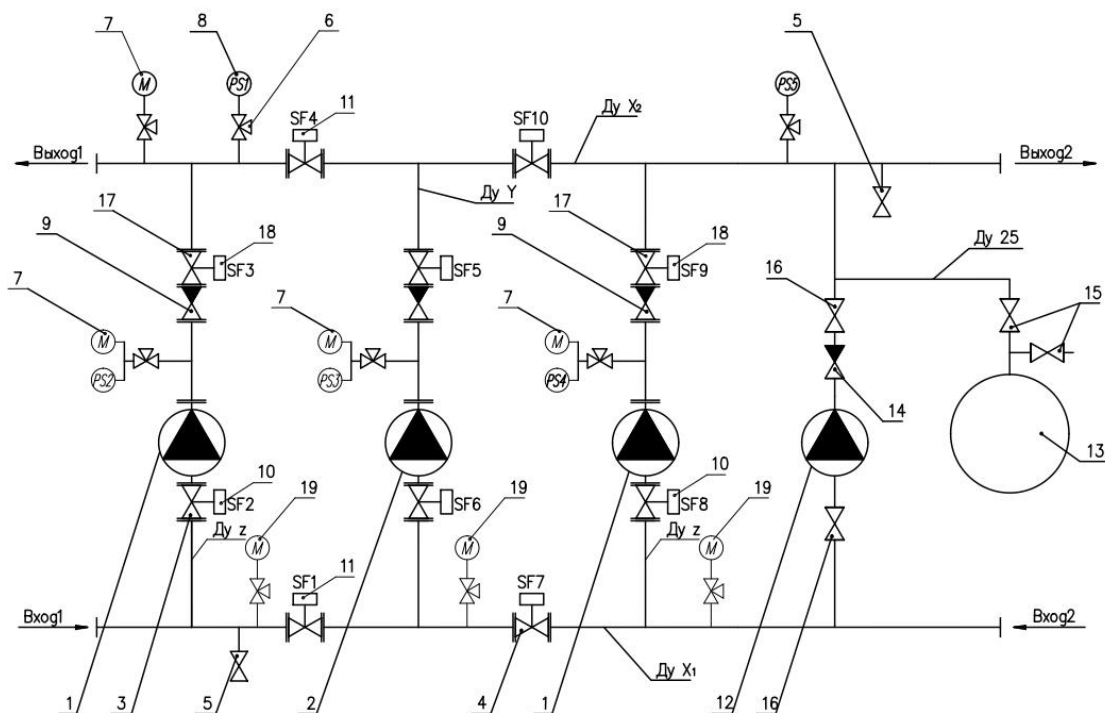 7 8 6 5
M PS1 PS5
SF4 11 SF10 Ду X2
Выход1 Выход2
Ду Y
17 18 17 18
9 SF3 SF5 9 SF9 Ду 25
7 7 7 16 15
M M M
PS2 PS3 PS4
14
13
10 19 19 10 19
SF2 SF6 SF8
M Ду z M Ду z M
SF1 11 SF7
Вход1 Вход2
Ду X1
1 3 5 2 4 1 12 16